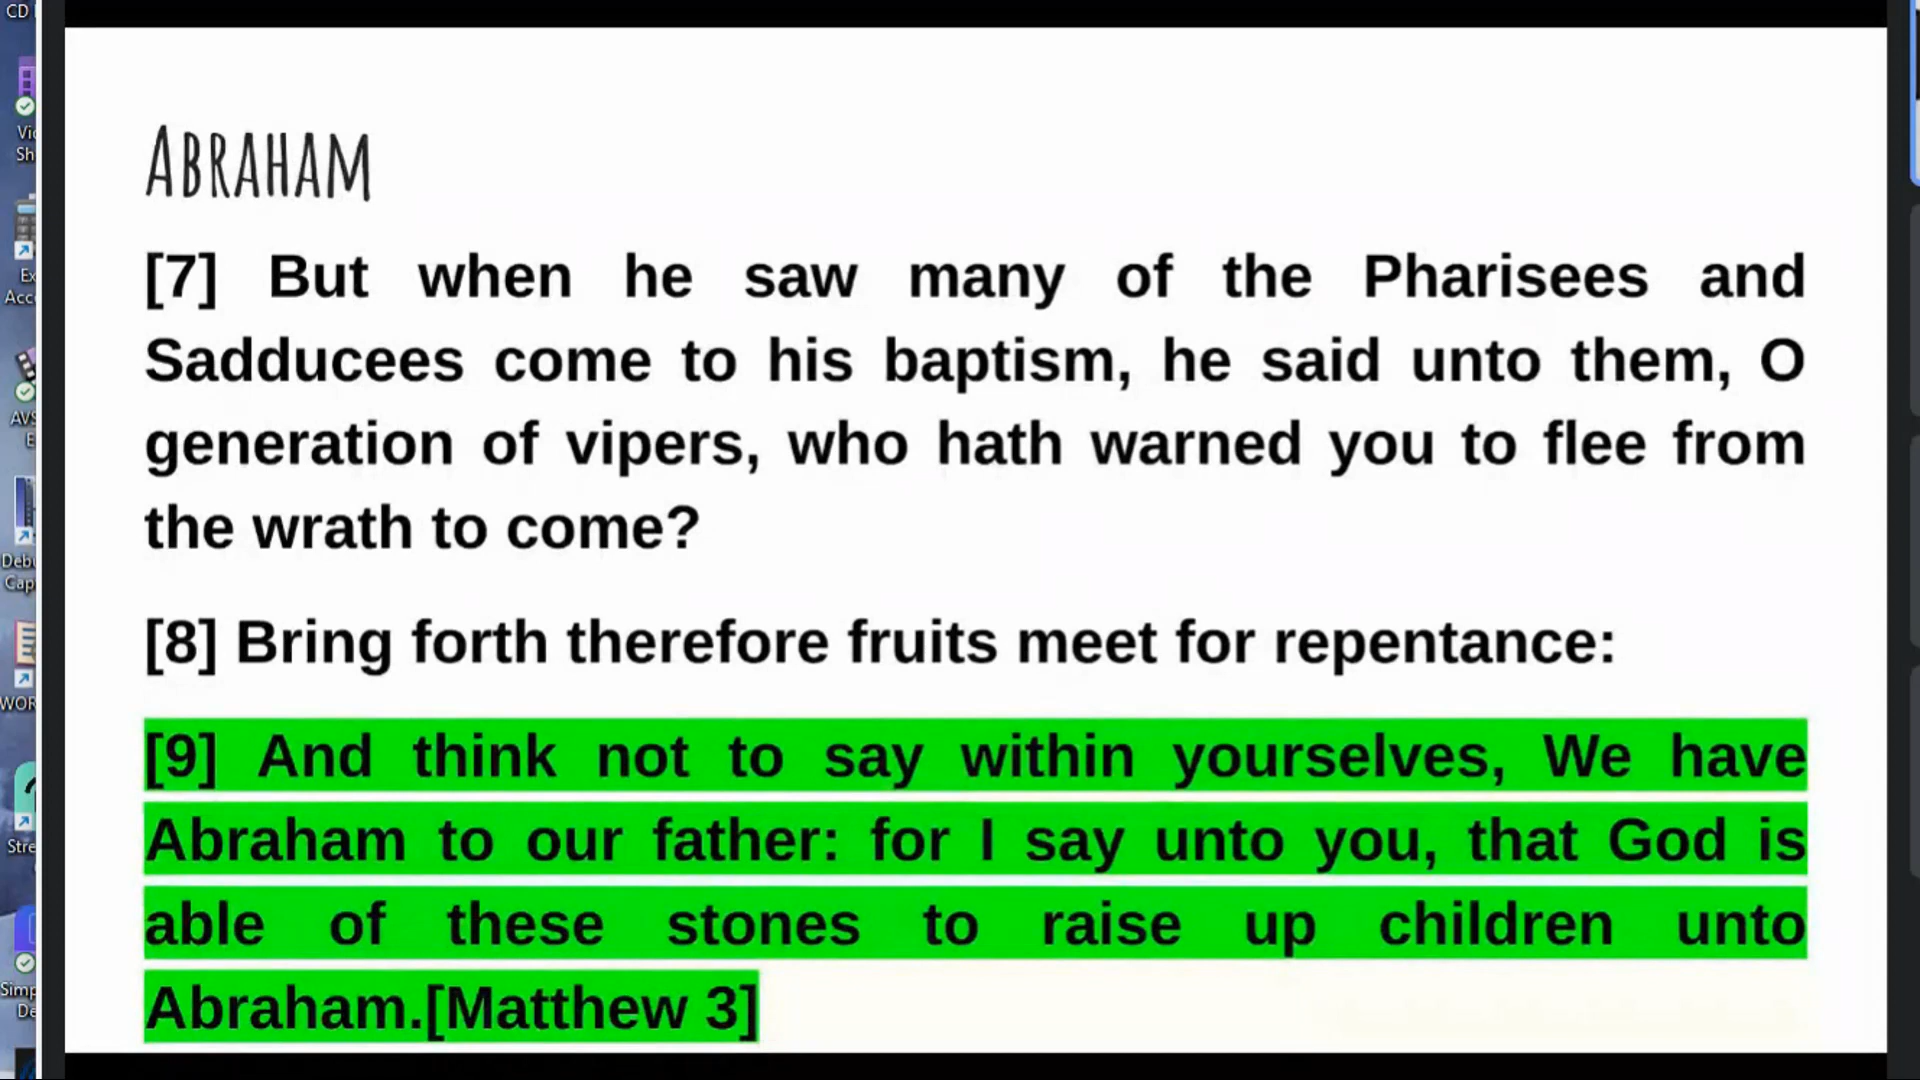 CD
ABRAHAM
[7] But when he saw many of the Pharisees and
Sadducees come to his baptism, he said unto them, O
generation of vipers, who hath warned you to flee from
the wrath to come?
[8] Bring forth therefore fruits meet for repentance:
[9] And think not to say within yourselves, We have
Abraham to our father: for I say unto you, that God is
able of these stones to raise up children unto
Abraham.[Matthew 3]